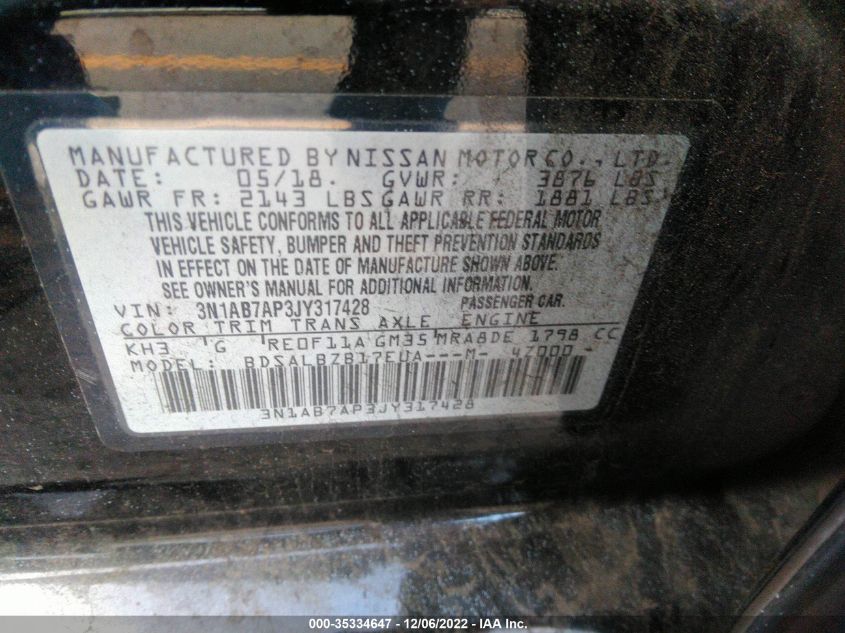 MANUFACTURED BY NISSAN MOTOR CO., LTD.
DATE: 05/18. GVWR: 3876 LBS
GAWR FR: 2143 LBS GAWR RR: 1881 LBS
THIS VEHICLE CONFORMS TO ALL APPLICABLE FEDERAL MOTOR
VEHICLE SAFETY, BUMPER AND THEFT PREVENTION STANDARDS
IN EFFECT ON THE DATE OF MANUFACTURE SHOWN ABOVE.
SEE OWNER'S MANUAL FOR ADDITIONAL INFORMATION.
VIN: 3N1AB7AP3JY317428 PASSENGER CAR.
COLOR TRIM TRANS AXLE ENGINE
KH3 G RE0F11A GM35 MRA8DE 1798 CC
MODEL: BDSALBZB17EUA---M- 4Z000 -
3N1AB7AP3JY317428
000-35334647 - 12/06/2022 - IAA Inc.